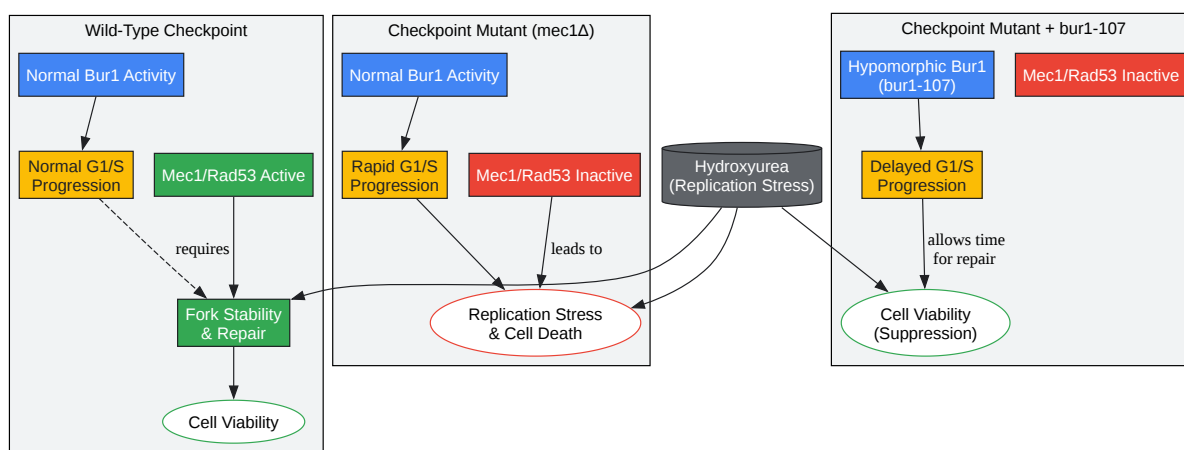 Wild-Type Checkpoint
Normal Bur1 Activity
Normal G1/S
Progression
Mec1/Rad53 Active
requires
Fork Stability
& Repair
Cell Viability
Checkpoint Mutant (mec1Δ)
Normal Bur1 Activity
Rapid G1/S
Progression
Mec1/Rad53 Inactive
leads to
Replication Stress
& Cell Death
Hydroxyurea
(Replication Stress)
Checkpoint Mutant + bur1-107
Hypomorphic Bur1
(bur1-107)
Mec1/Rad53 Inactive
Delayed G1/S
Progression
allows time
for repair
Cell Viability
(Suppression)